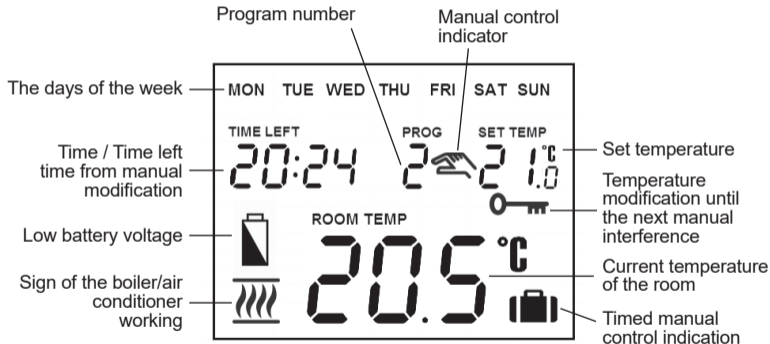 Program number
Manual control
indicator
The days of the week
MON TUE WED THU FRI SAT SUN
TIME LEFT
PROG
SET TEMP
20:24
2
21.0
°C
Time / Time left
time from manual
modification
Set temperature
Temperature
modification until
the next manual
interference
Low battery voltage
ROOM TEMP
20.5
°C
Sign of the boiler/air
conditioner
working
Current temperature
of the room
Timed manual
control indication